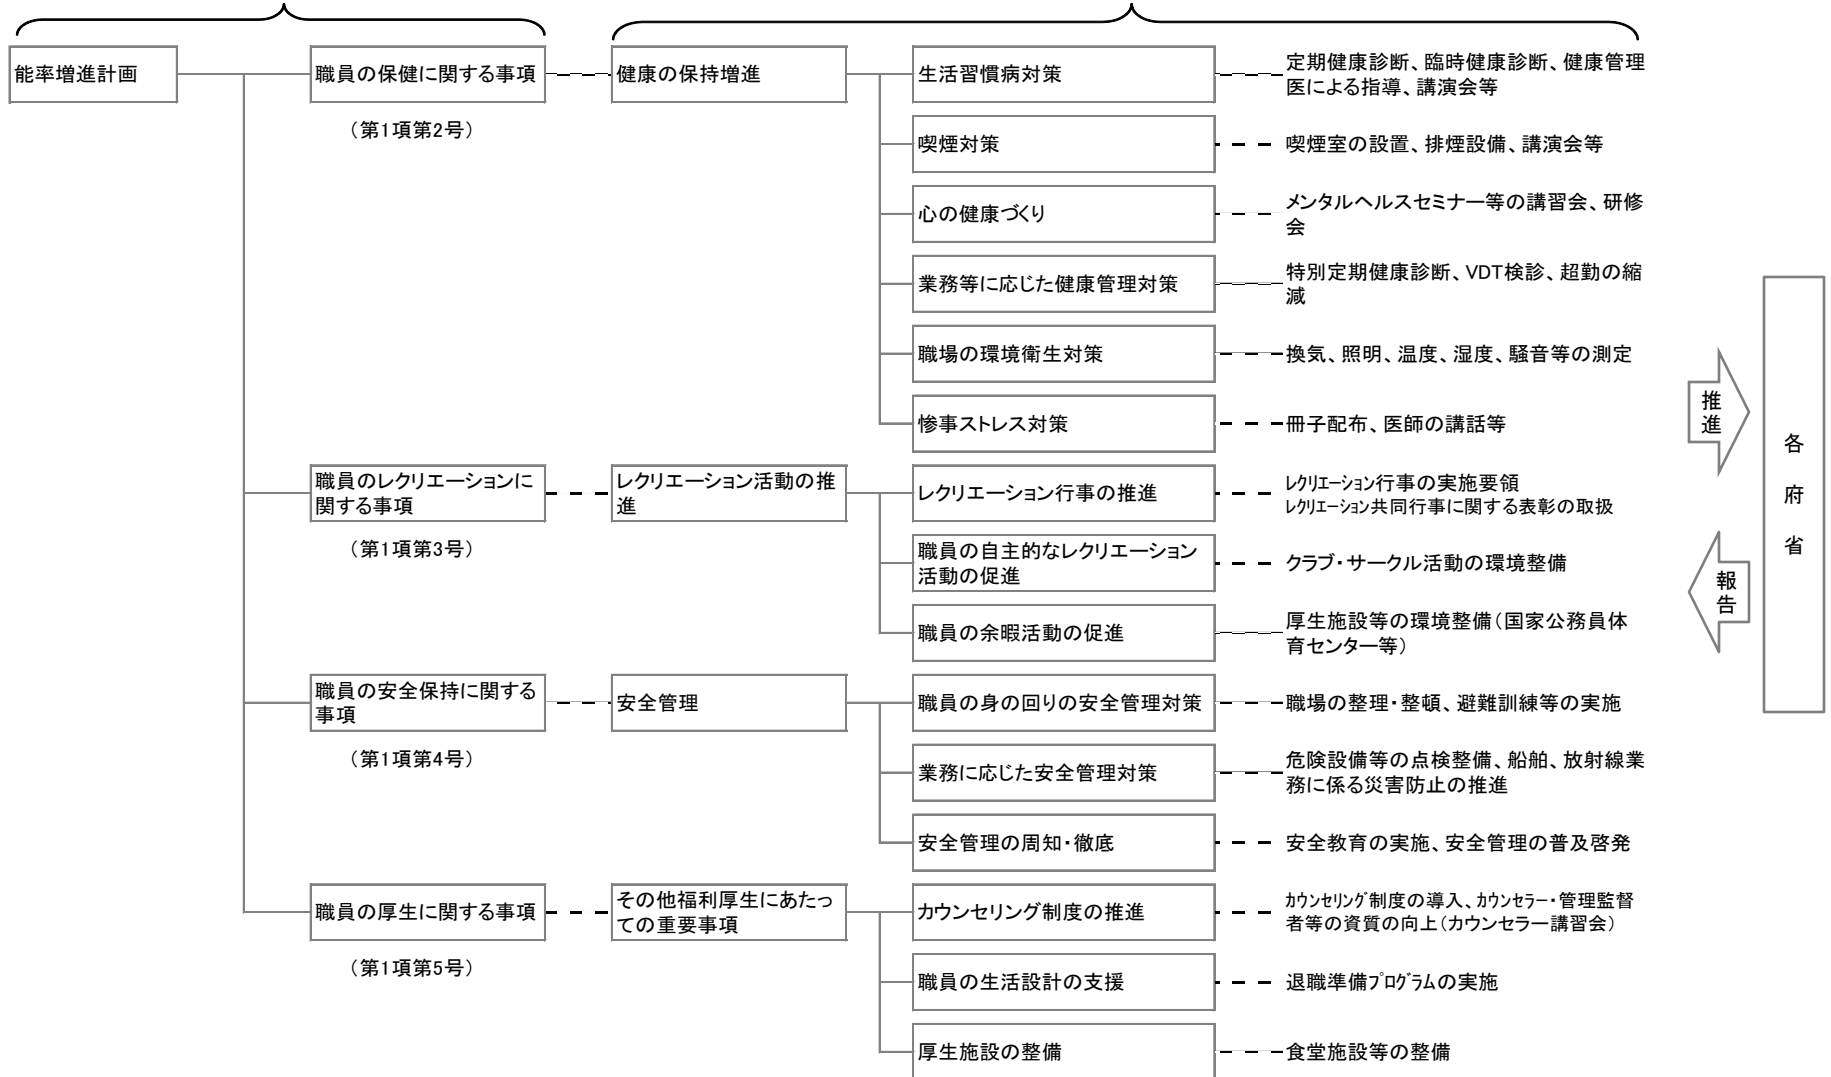 能率増進計画
職員の保健に関する事項
(第1項第2号)
健康の保持増進
生活習慣病対策
定期健康診断、臨時健康診断、健康管理
医による指導、講演会等
喫煙対策
喫煙室の設置、排煙設備、講演会等
心の健康づくり
メンタルヘルスセミナー等の講習会、研修
会
業務等に応じた健康管理対策
特別定期健康診断、VDT検診、超勤の縮
減
職場の環境衛生対策
換気、照明、温度、湿度、騒音等の測定
惨事ストレス対策
冊子配布、医師の講話等
職員のレクリエーションに
関する事項
(第1項第3号)
レクリエーション活動の推
進
レクリエーション行事の推進
ﾚｸﾘｴｰｼｮﾝ行事の実施要領
ﾚｸﾘｴｰｼｮﾝ共同行事に関する表彰の取扱
職員の自主的なレクリエーション
活動の促進
クラブ・サークル活動の環境整備
職員の余暇活動の促進
厚生施設等の環境整備(国家公務員体
育センター等)
職員の安全保持に関する
事項
(第1項第4号)
安全管理
職員の身の回りの安全管理対策
職場の整理・整頓、避難訓練等の実施
業務に応じた安全管理対策
危険設備等の点検整備、船舶、放射線業
務に係る災害防止の推進
安全管理の周知・徹底
安全教育の実施、安全管理の普及啓発
職員の厚生に関する事項
(第1項第5号)
その他福利厚生にあたっ
ての重要事項
カウンセリング制度の推進
ｶｳﾝｾﾘﾝｸﾞ制度の導入、ｶｳﾝｾﾗｰ・管理監督
者等の資質の向上(カウンセラー講習会)
職員の生活設計の支援
退職準備ﾌﾟﾛｸﾞﾗﾑの実施
厚生施設の整備
食堂施設等の整備
推進
報告
各府省